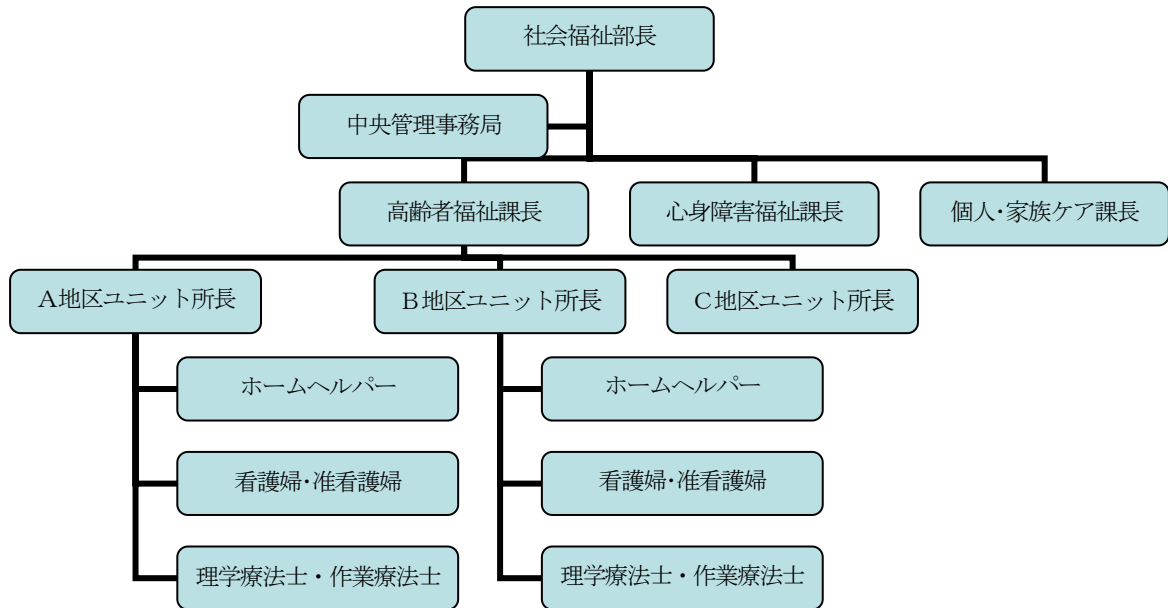 社会福祉部長
中央管理事務局
高齢者福祉課長
心身障害福祉課長
個人・家族ケア課長
A地区ユニット所長
B地区ユニット所長
C地区ユニット所長
ホームヘルパー
ホームヘルパー
看護婦・准看護婦
看護婦・准看護婦
理学療法士・作業療法士
理学療法士・作業療法士